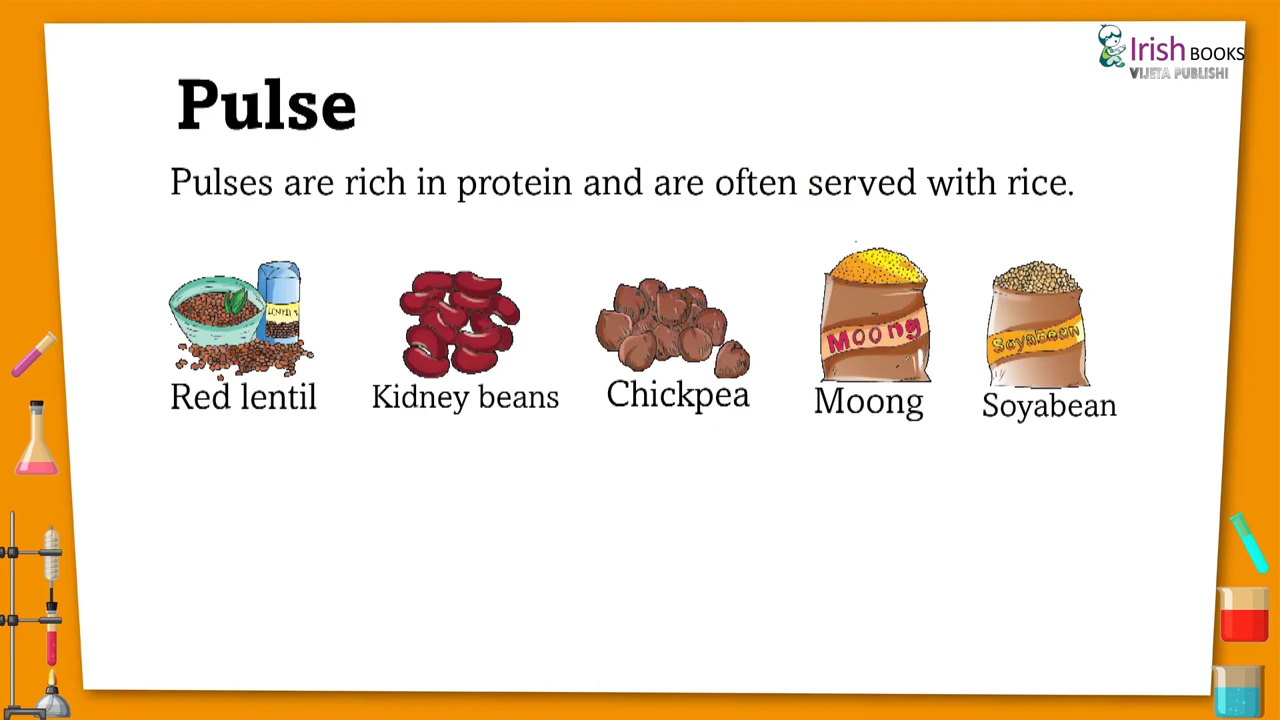 Irish BOOKS
VIJETA PUBLISHI
Pulse
Pulses are rich in protein and are often served with rice.
Moong
Soyabean
Red lentil
Kidney beans
Chickpea
Moong
Soyabean